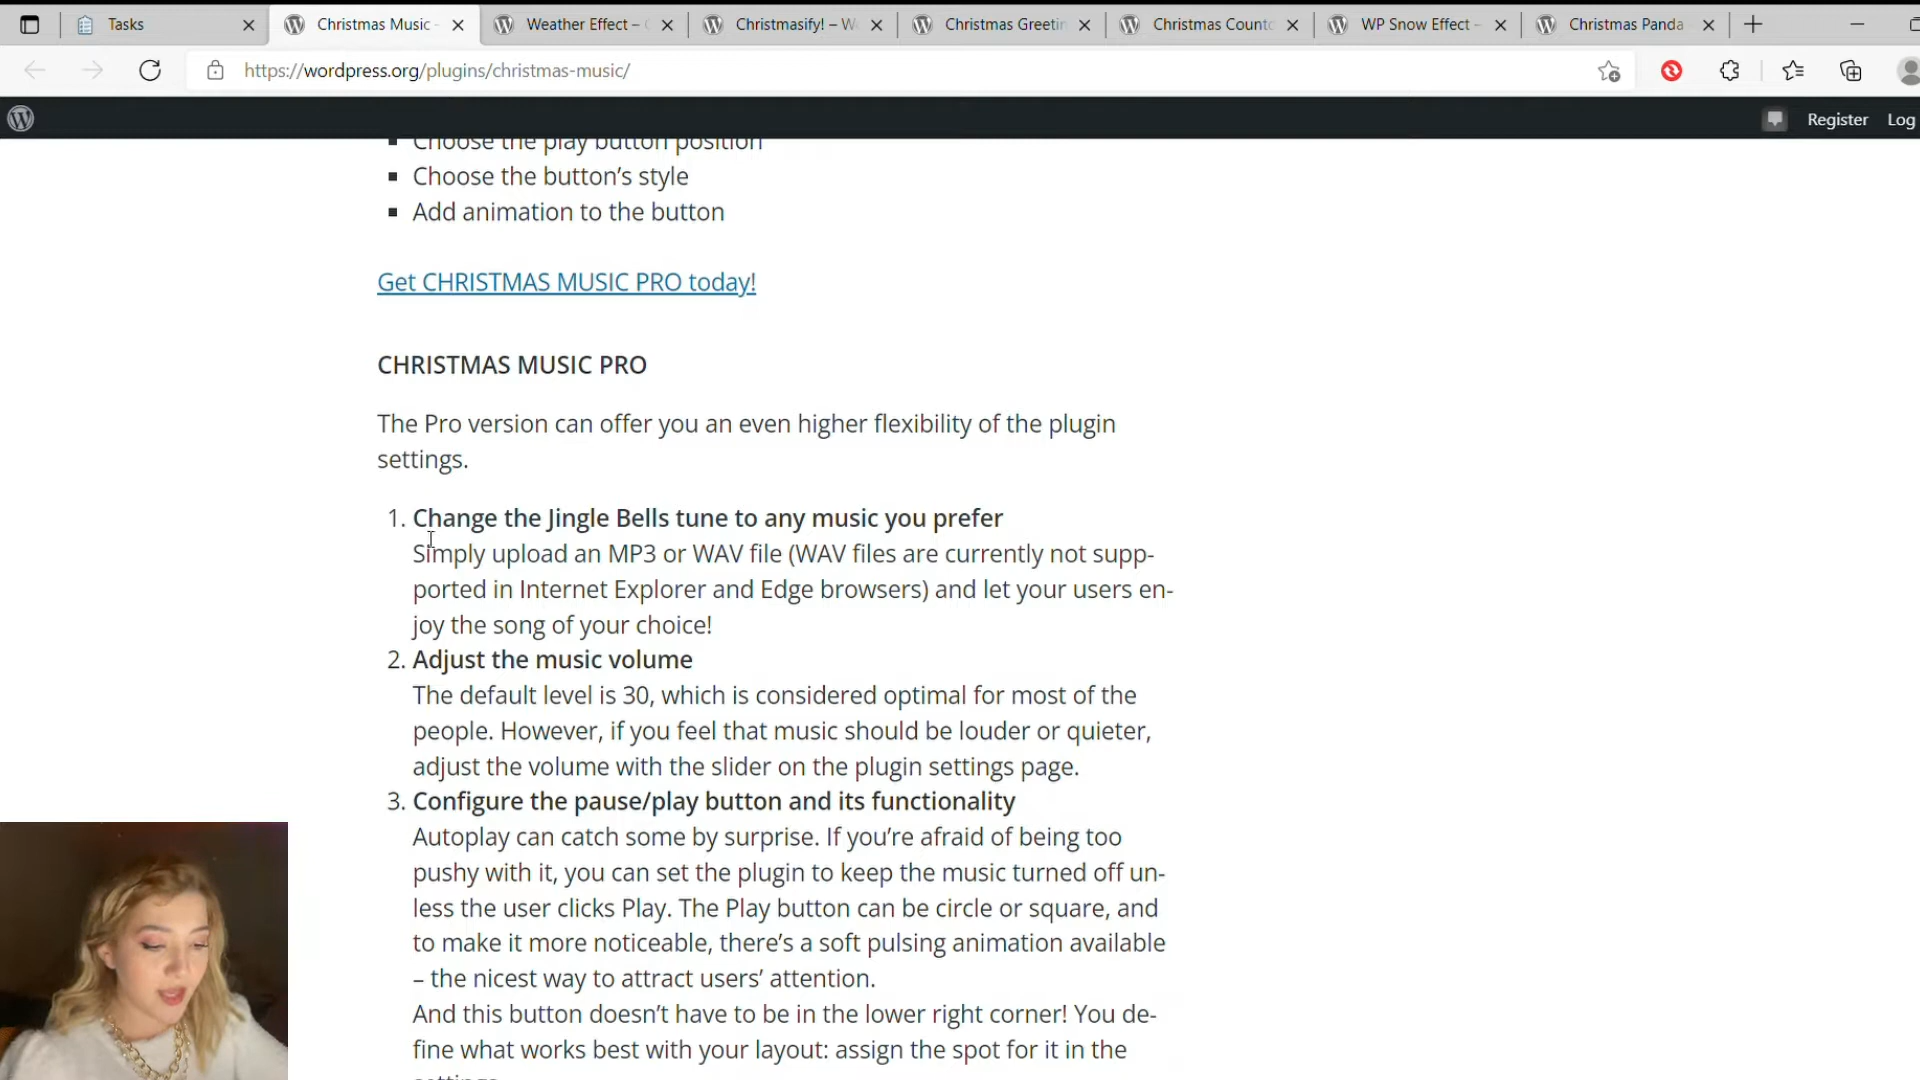 Tasks
Christmas Music -
Weather Effect –
Christmasify! – W
Christmas Greetin
Christmas Countd
WP Snow Effect -
Christmas Panda
https://wordpress.org/plugins/christmas-music/
Register Log
Choose the play button position
Choose the button’s style
Add animation to the button
Get CHRISTMAS MUSIC PRO today!
CHRISTMAS MUSIC PRO
The Pro version can offer you an even higher flexibility of the plugin
settings.
1. Change the Jingle Bells tune to any music you prefer
Simply upload an MP3 or WAV file (WAV files are currently not supp-
ported in Internet Explorer and Edge browsers) and let your users en-
joy the song of your choice!
2. Adjust the music volume
The default level is 30, which is considered optimal for most of the
people. However, if you feel that music should be louder or quieter,
adjust the volume with the slider on the plugin settings page.
3. Configure the pause/play button and its functionality
Autoplay can catch some by surprise. If you’re afraid of being too
pushy with it, you can set the plugin to keep the music turned off un-
less the user clicks Play. The Play button can be circle or square, and
to make it more noticeable, there’s a soft pulsing animation available
– the nicest way to attract users’ attention.
And this button doesn’t have to be in the lower right corner! You de-
fine what works best with your layout: assign the spot for it in the
settings.